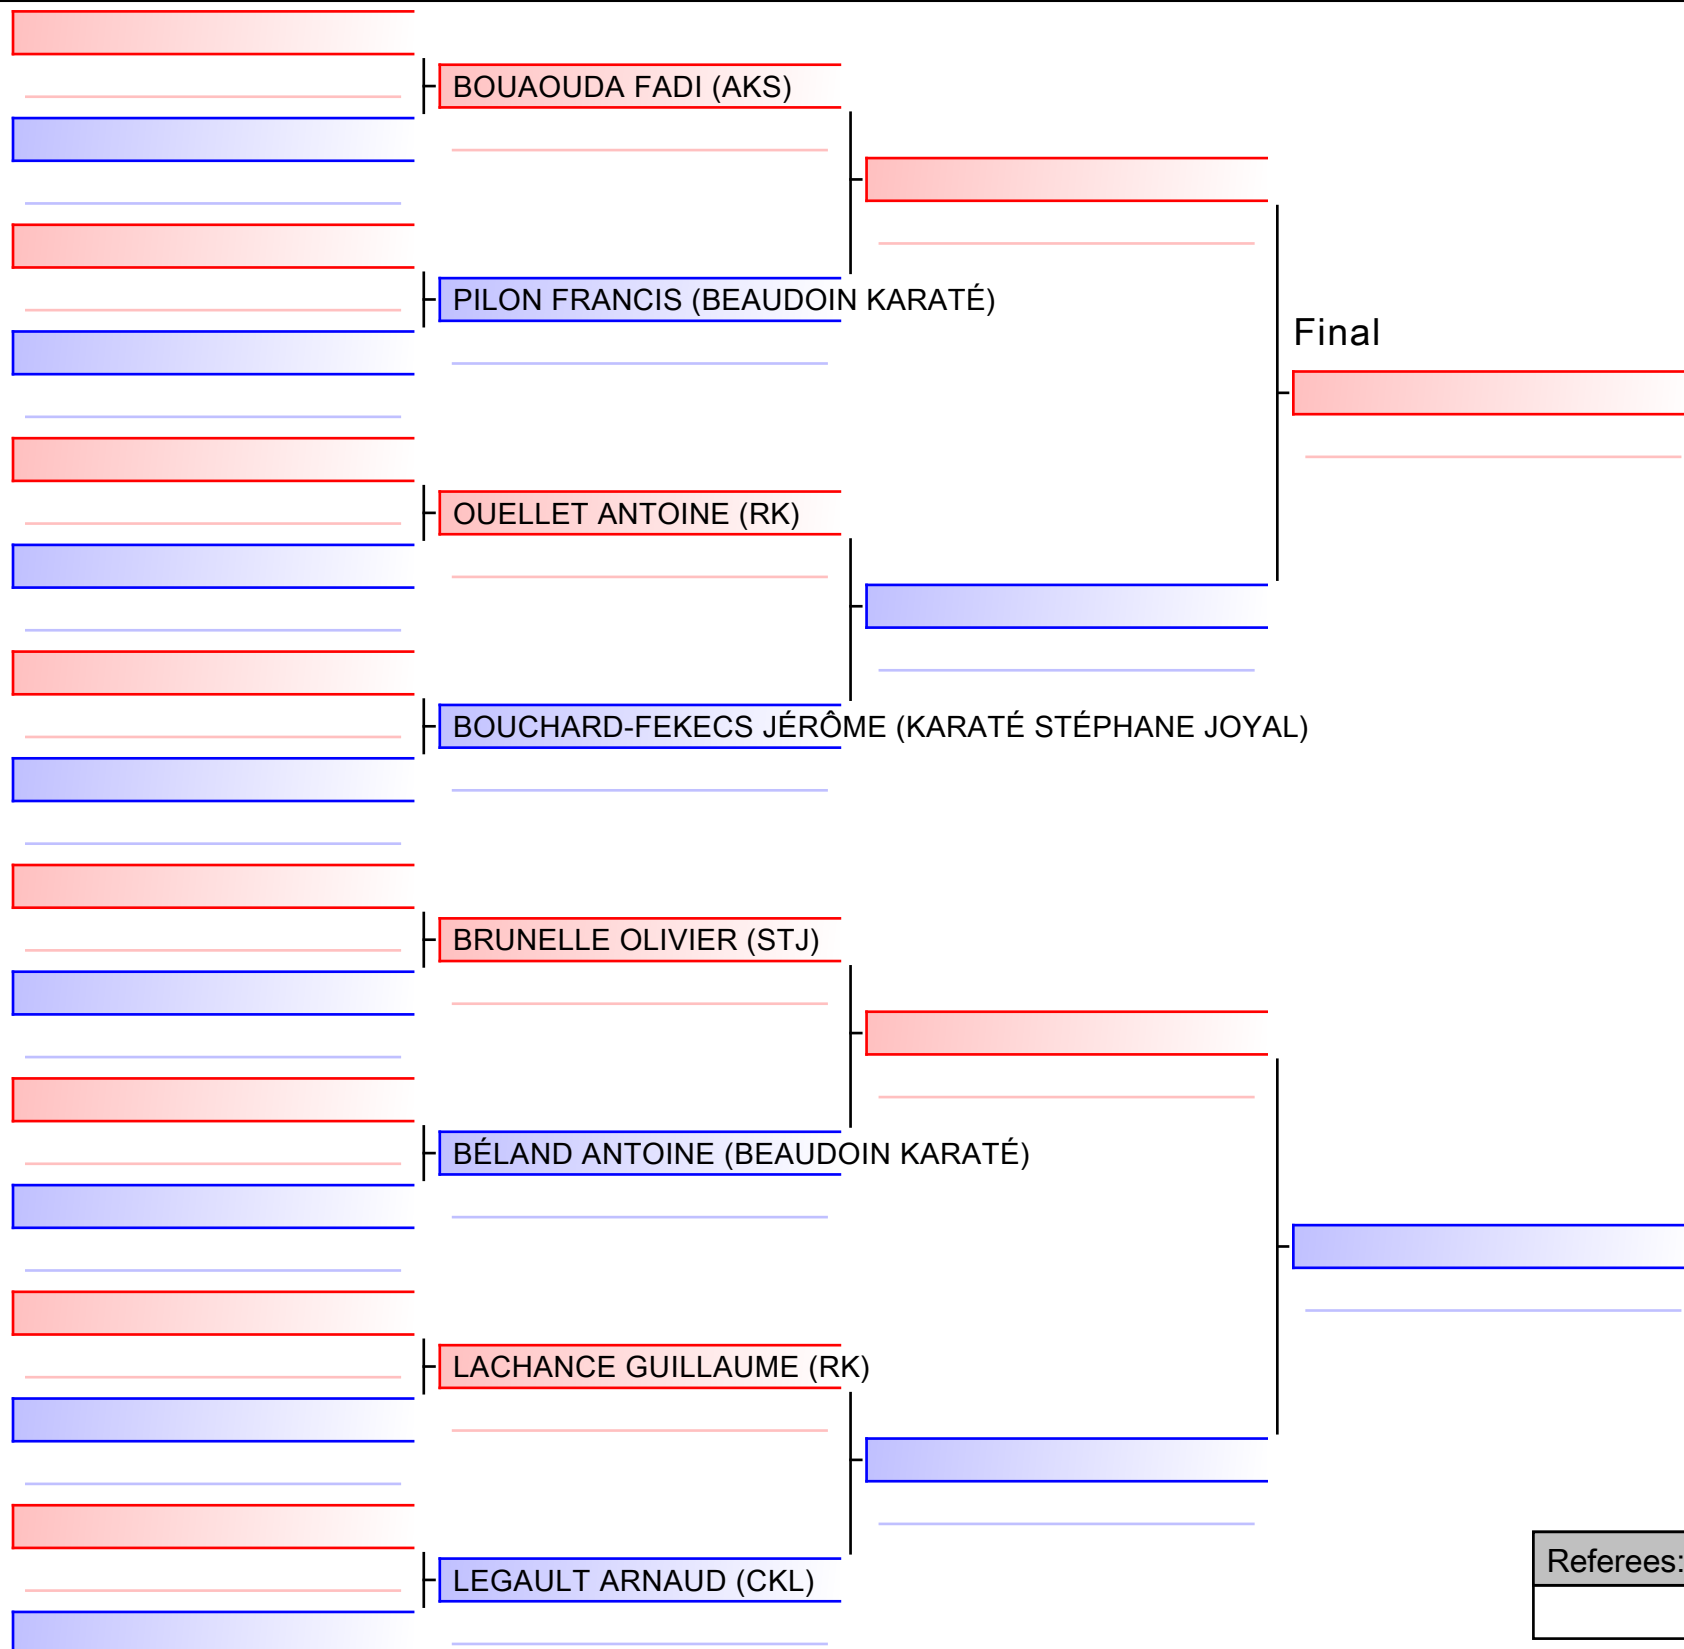 BOUAOUDA FADI (AKS)
PILON FRANCIS (BEAUDOIN KARATÉ)
Final
OUELLET ANTOINE (RK)
BOUCHARD-FEKECS JÉRÔME (KARATÉ STÉPHANE JOYAL)
BRUNELLE OLIVIER (STJ)
BÉLAND ANTOINE (BEAUDOIN KARATÉ)
LACHANCE GUILLAUME (RK)
LEGAULT ARNAUD (CKL)
Referees: